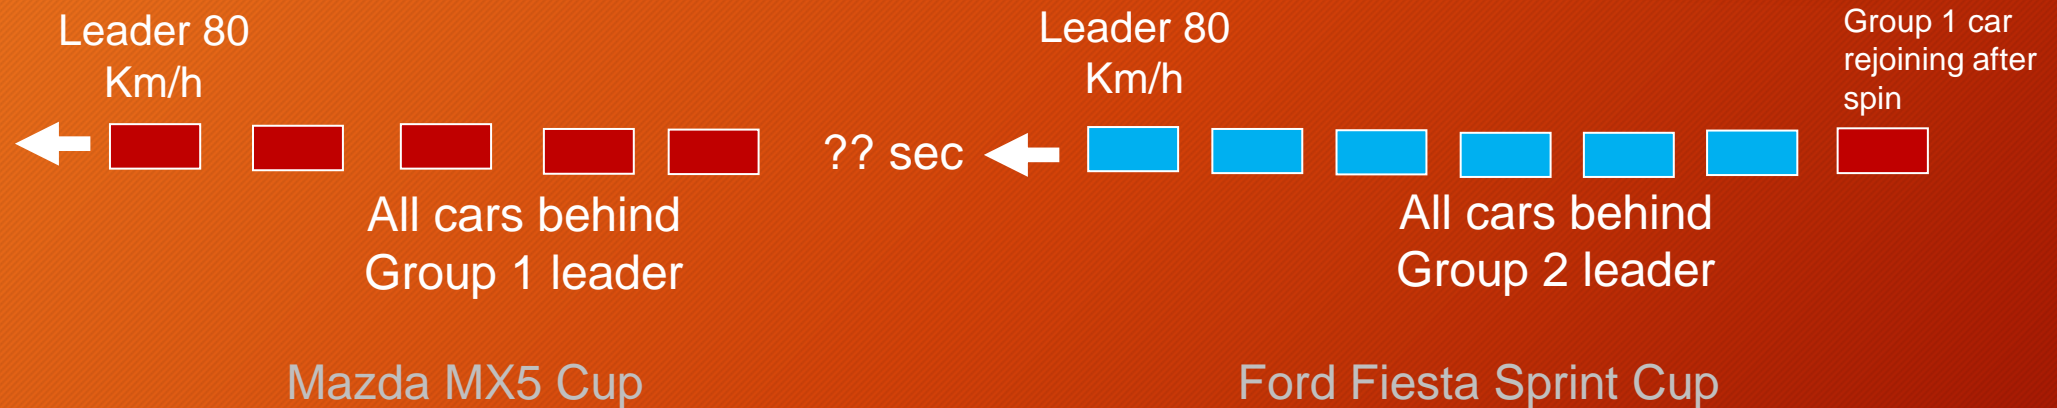 Leader 80
Km/h
Leader 80
Km/h
Group 1 car
rejoining after
spin
?? sec
All cars behind
Group 1 leader
All cars behind
Group 2 leader
Mazda MX5 Cup
Ford Fiesta Sprint Cup